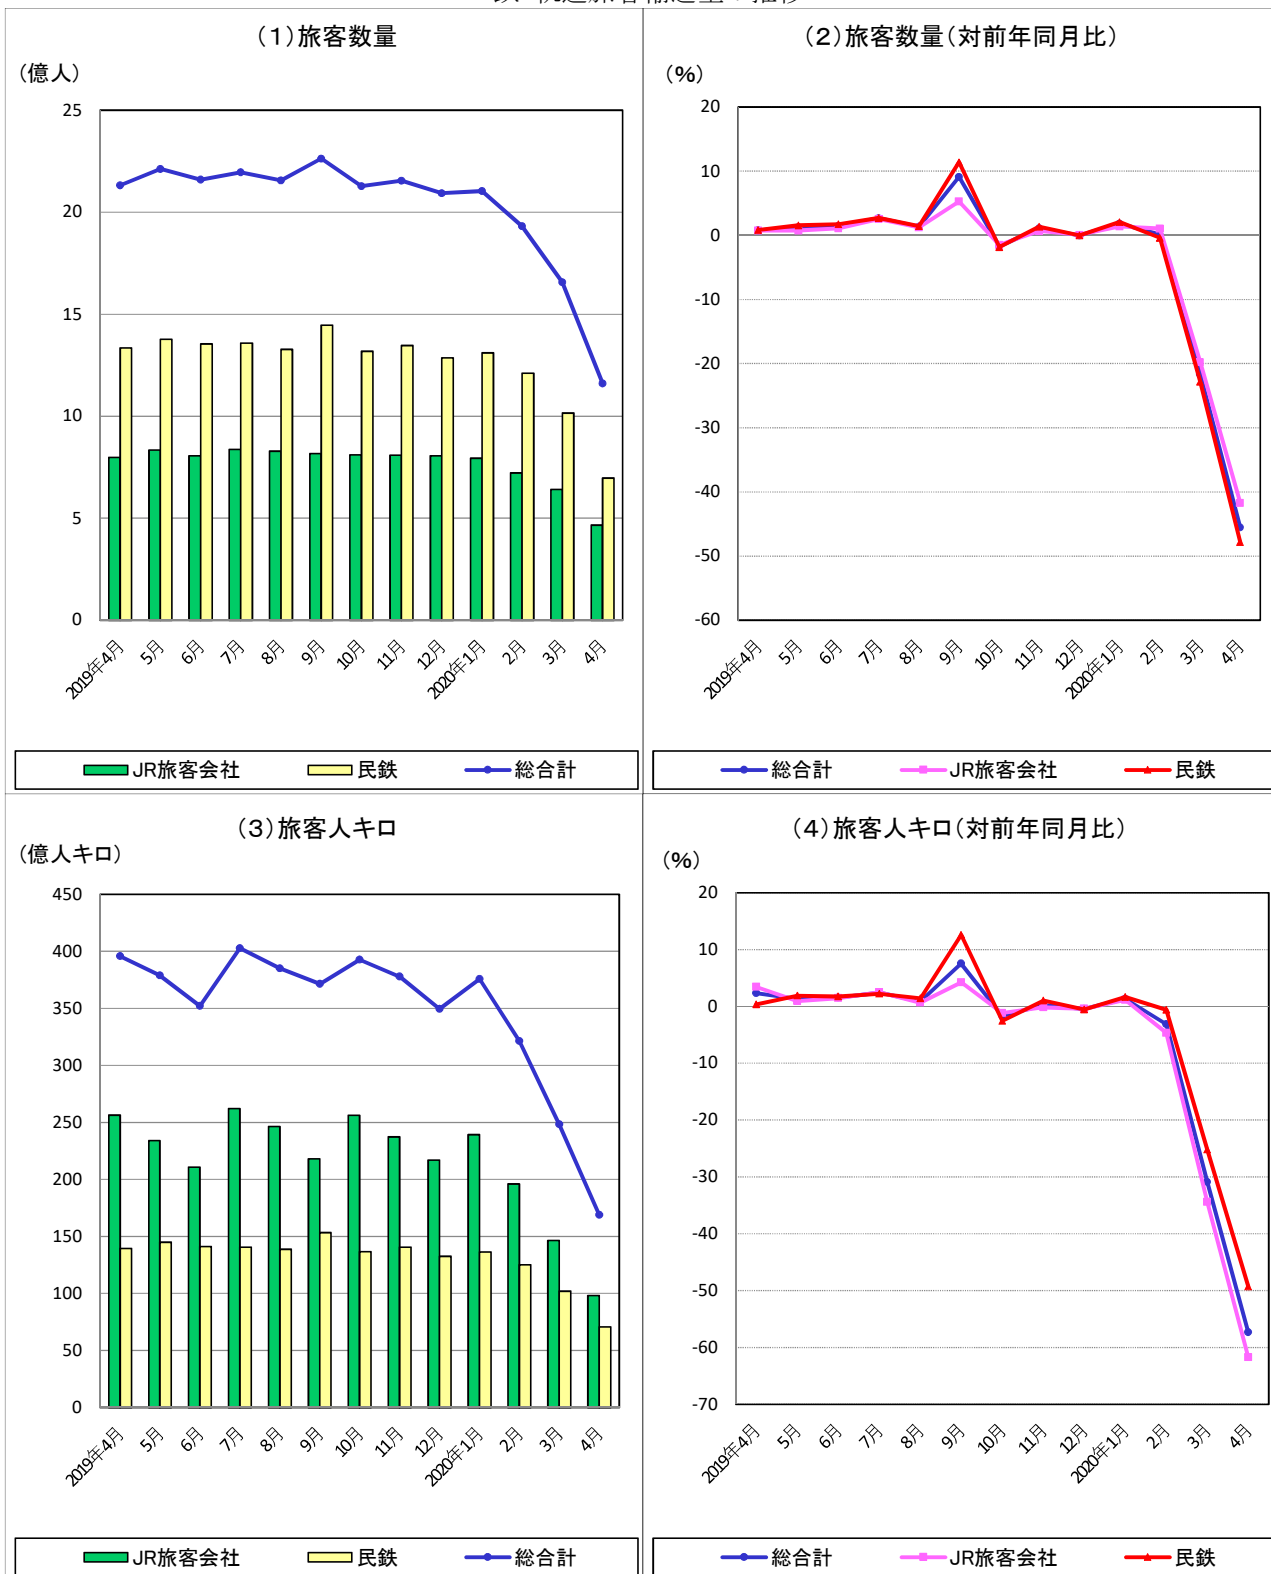 (1)旅客数量
(億人)
25
20
15
10
5
0
2019年4月
5月
6月
7月
8月
9月
10月
11月
12月
2020年1月
2月
3月
4月
JR旅客会社
民鉄
総合計
(2)旅客数量(対前年同月比)
(%)
20
10
0
-10
-20
-30
-40
-50
-60
2019年4月
5月
6月
7月
8月
9月
10月
11月
12月
2020年1月
2月
3月
4月
総合計
JR旅客会社
民鉄
(3)旅客人キロ
(億人キロ)
450
400
350
300
250
200
150
100
50
0
2019年4月
5月
6月
7月
8月
9月
10月
11月
12月
2020年1月
2月
3月
4月
JR旅客会社
民鉄
総合計
(4)旅客人キロ(対前年同月比)
(%)
20
10
0
-10
-20
-30
-40
-50
-60
-70
2019年4月
5月
6月
7月
8月
9月
10月
11月
12月
2020年1月
2月
3月
4月
総合計
JR旅客会社
民鉄